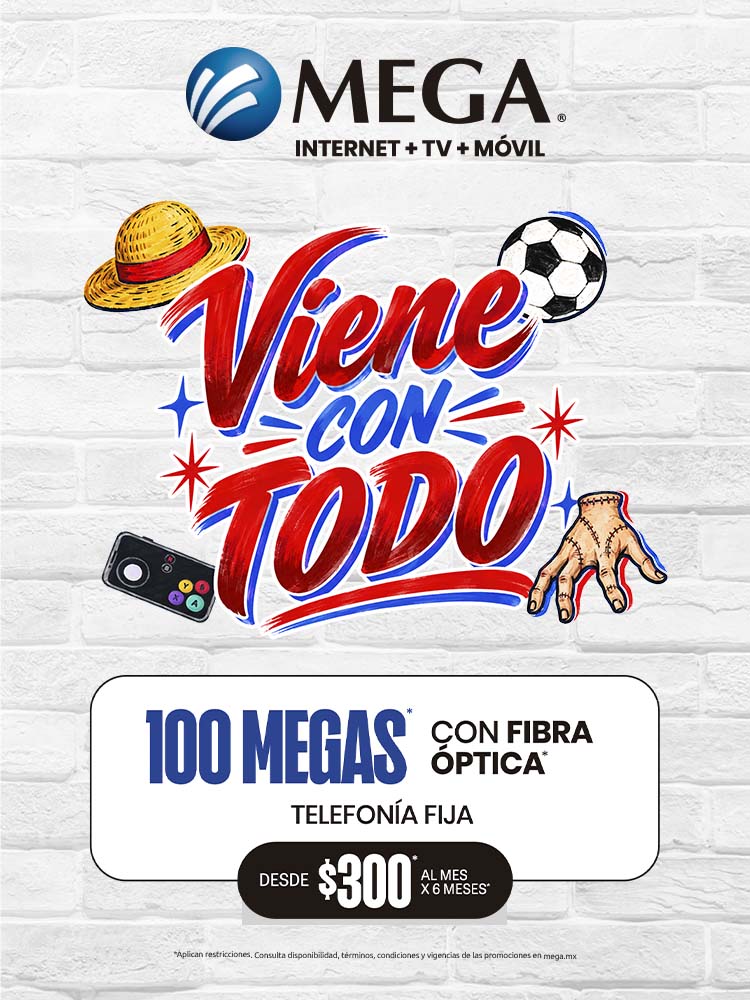 MEGA®
INTERNET + TV + MÓVIL
Viene
CON
TODO
100 MEGAS*
CON FIBRA
ÓPTICA*
TELEFONÍA FIJA
DESDE $300* AL MES
X 6 MESES*
*Aplican restricciones. Consulta disponibilidad, términos, condiciones y vigencias de las promociones en mega.mx